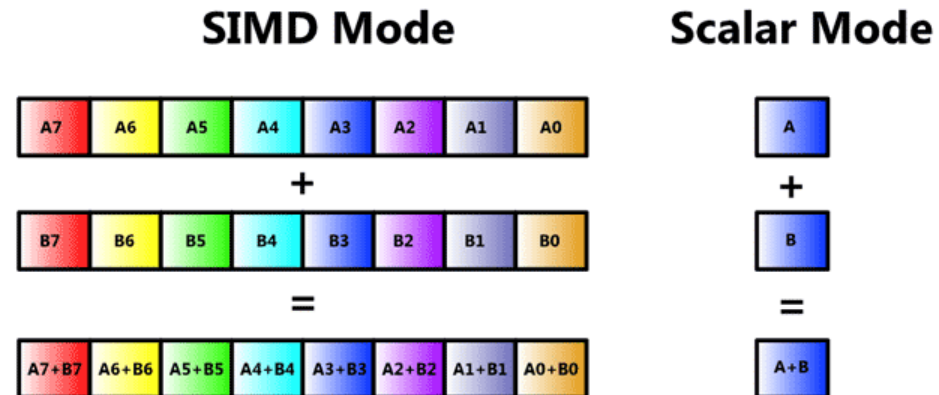 SIMD Mode Scalar Mode
A7 A6 A5 A4 A3 A2 A1 A0 A
+ +
B7 B6 B5 B4 B3 B2 B1 B0 B
= =
A7+B7 A6+B6 A5+B5 A4+B4 A3+B3 A2+B2 A1+B1 A0+B0 A+B